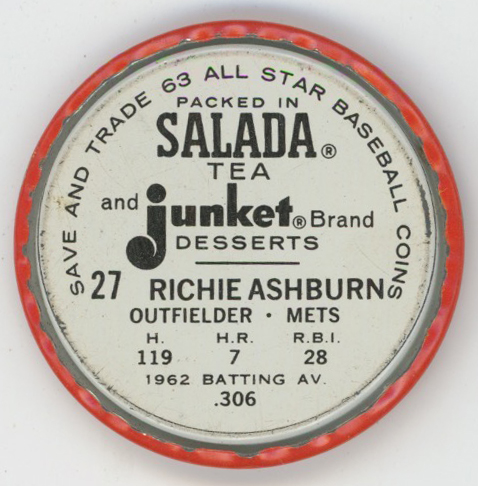 SAVE AND TRADE 63 ALL STAR BASEBALL COINS
PACKED IN
SALADA®
TEA
and junket® Brand
DESSERTS
27 RICHIE ASHBURN
OUTFIELDER · METS
H. H.R. R.B.I.
119 7 28
1962 BATTING AV.
.306